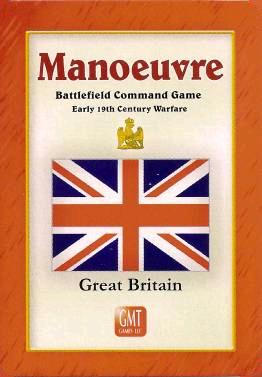 Manoeuvre
Battlefield Command Game
Early 19th Century Warfare
Great Britain
GMT
GAMES LLC